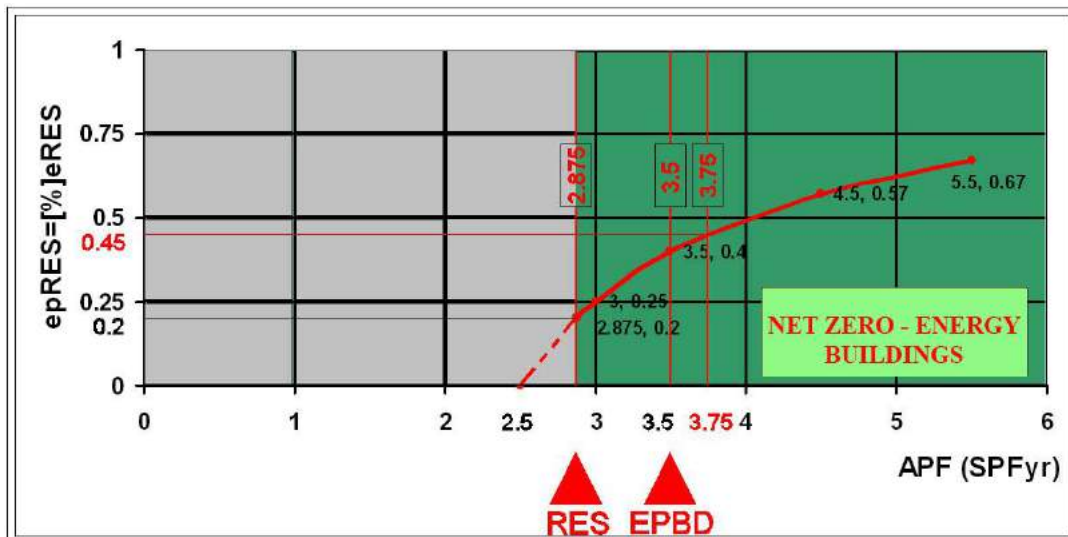 epRES=[%]eRES
1
0.75
0.5
0.45
0.25
0.2
0
2.875
3.5
3.75
4.5, 0.57
5.5, 0.67
3.5, 0.4
3, 0.25
2.875, 0.2
NET ZERO - ENERGY
BUILDINGS
0 1 2 2.5 3 3.5 3.75 4 5 6
APF (SPFyr)
RES EPBD